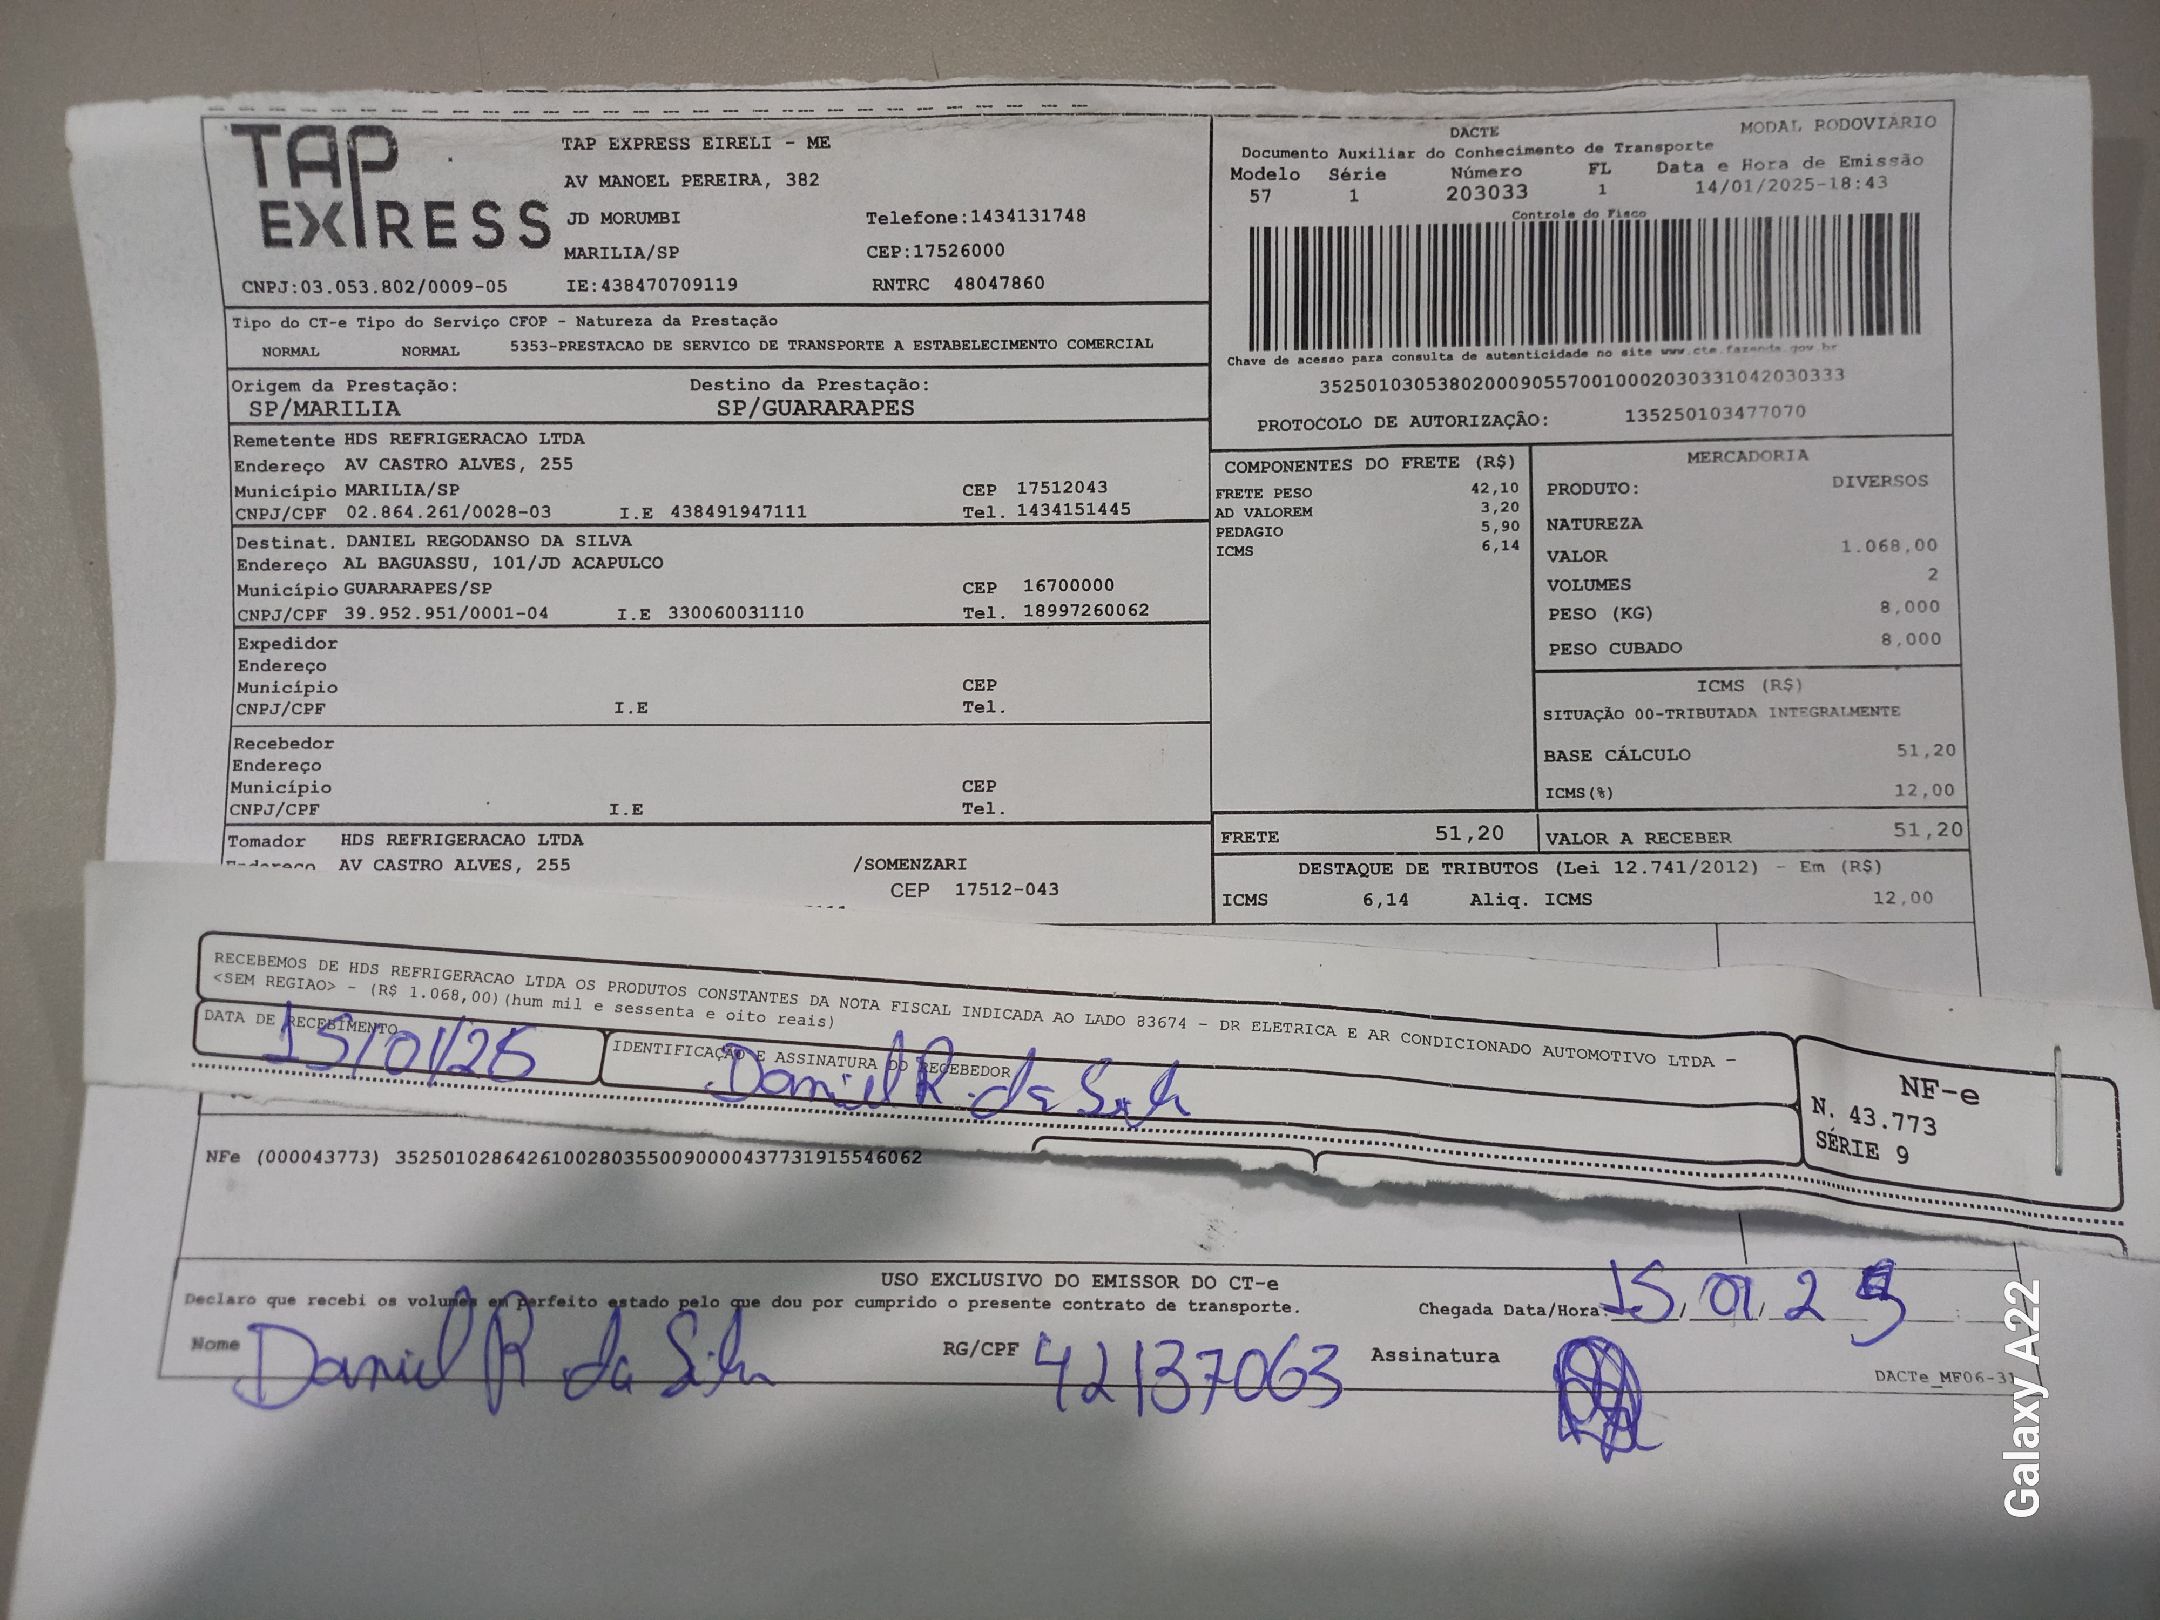 TAP EXPRESS
TAP EXPRESS EIRELI - ME
AV MANOEL PEREIRA, 382
JD MORUMBI Telefone:1434131748
MARILIA/SP CEP:17526000
CNPJ:03.053.802/0009-05 IE:438470709119 RNTRC 48047860
DACTE MODAL RODOVIÁRIO
Documento Auxiliar do Conhecimento de Transporte
Modelo Série Número FL Data e Hora de Emissão
57 1 203033 1 14/01/2025-18:43
Controle do Fisco
Chave de acesso para consulta de autenticidade no site www.cte.fazenda.gov.br
35250103053802000905570010002030331042030333
PROTOCOLO DE AUTORIZAÇÃO: 135250103477070
Tipo do CT-e Tipo do Serviço CFOP - Natureza da Prestação
NORMAL NORMAL 5353-PRESTACAO DE SERVICO DE TRANSPORTE A ESTABELECIMENTO COMERCIAL
Origem da Prestação: Destino da Prestação:
SP/MARILIA SP/GUARARAPES
Remetente HDS REFRIGERACAO LTDA
Endereço AV CASTRO ALVES, 255
Município MARILIA/SP CEP 17512043
CNPJ/CPF 02.864.261/0028-03 I.E 438491947111 Tel. 1434151445
Destinat. DANIEL REGODANSO DA SILVA
Endereço AL BAGUASSU, 101/JD ACAPULCO
Município GUARARAPES/SP CEP 16700000
CNPJ/CPF 39.952.951/0001-04 I.E 330060031110 Tel. 18997260062
Expedidor
Endereço
Município CEP
CNPJ/CPF I.E Tel.
Recebedor
Endereço
Município CEP
CNPJ/CPF I.E Tel.
Tomador HDS REFRIGERACAO LTDA
Endereço AV CASTRO ALVES, 255 /SOMENZARI
CEP 17512-043
COMPONENTES DO FRETE (R$)
FRETE PESO 42,10
AD VALOREM 3,20
PEDAGIO 5,90
ICMS 6,14
MERCADORIA
PRODUTO: DIVERSOS
NATUREZA
VALOR 1.068,00
VOLUMES 2
PESO (KG) 8,000
PESO CUBADO 8,000
ICMS (R$)
SITUAÇÃO 00-TRIBUTADA INTEGRALMENTE
BASE CÁLCULO 51,20
ICMS(%) 12,00
FRETE 51,20 VALOR A RECEBER 51,20
DESTAQUE DE TRIBUTOS (Lei 12.741/2012) - Em (R$)
ICMS 6,14 Aliq. ICMS 12,00
RECEBEMOS DE HDS REFRIGERACAO LTDA OS PRODUTOS CONSTANTES DA NOTA FISCAL INDICADA AO LADO 83674 - DR ELETRICA E AR CONDICIONADO AUTOMOTIVO LTDA -
<SEM REGIAO> - (R$ 1.068,00)(hum mil e sessenta e oito reais)
DATA DE RECEBIMENTO IDENTIFICAÇÃO E ASSINATURA DO RECEBEDOR
15/01/25 Daniel R. da Silva
NF-e
N. 43.773
SÉRIE 9
NFe (000043773) 35250102864261002803550090000437731915546062
USO EXCLUSIVO DO EMISSOR DO CT-e
Declaro que recebi os volumes em perfeito estado pelo que dou por cumprido o presente contrato de transporte. Chegada Data/Hora: 15/01/25
Nome Daniel R da Silva RG/CPF 42137063 Assinatura
DACTe_MF06-31
Galaxy A22